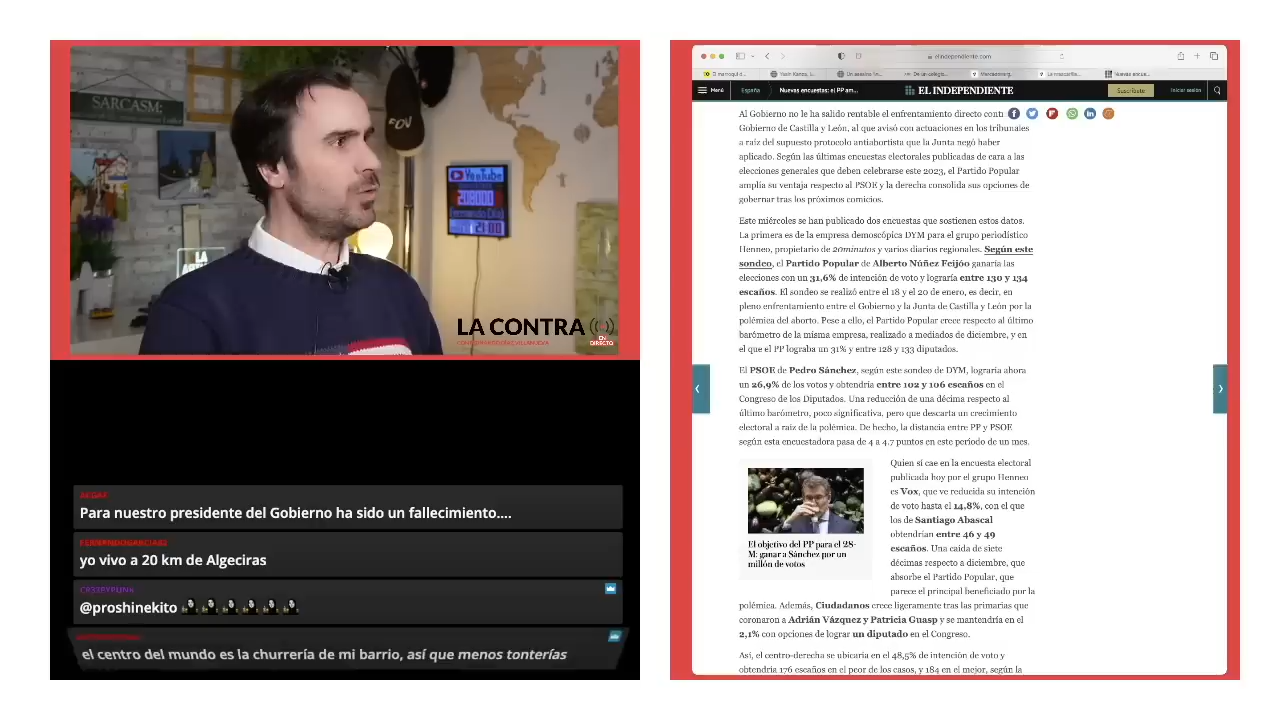 SARCASM:
FDV
YouTube
208000
21:00
LA CONTRA
EN
DIRECTO
Para nuestro presidente del Gobierno ha sido un fallecimiento....
yo vivo a 20 km de Algeciras
CR33PYPUNK
@proshinekito
el centro del mundo es la churrería de mi barrio, así que menos tonterías
elindependiente.com
Menú
España
Nuevas encuestas: el PP am...
EL INDEPENDIENTE
Suscríbete
Iniciar sesión
Al Gobierno no le ha salido rentable el enfrentamiento directo cont
Gobierno de Castilla y León, al que avisó con actuaciones en los tribunales
a raíz del supuesto protocolo antiabortista que la Junta negó haber
aplicado. Según las últimas encuestas electorales publicadas de cara a las
elecciones generales que deben celebrarse este 2023, el Partido Popular
amplía su ventaja respecto al PSOE y la derecha consolida sus opciones de
gobernar tras los próximos comicios.
Este miércoles se han publicado dos encuestas que sostienen estos datos.
La primera es de la empresa demoscópica DYM para el grupo periodístico
Henneo, propietario de 20minutos y varios diarios regionales. Según este
sondeo, el Partido Popular de Alberto Núñez Feijóo ganaría las
elecciones con un 31,6% de intención de voto y lograría entre 130 y 134
escaños. El sondeo se realizó entre el 18 y el 20 de enero, es decir, en
pleno enfrentamiento entre el Gobierno y la Junta de Castilla y León por la
polémica del aborto. Pese a ello, el Partido Popular crece respecto al último
barómetro de la misma empresa, realizado a mediados de diciembre, y en
el que el PP lograba un 31% y entre 128 y 133 diputados.
El PSOE de Pedro Sánchez, según este sondeo de DYM, lograría ahora
un 26,9% de los votos y obtendría entre 102 y 106 escaños en el
Congreso de los Diputados. Una reducción de una décima respecto al
último barómetro, poco significativa, pero que descarta un crecimiento
electoral a raíz de la polémica. De hecho, la distancia entre PP y PSOE
según esta encuestadora pasa de 4 a 4,7 puntos en este período de un mes.
El objetivo del PP para el 28-
M: ganar a Sánchez por un
millón de votos
Quien sí cae en la encuesta electoral
publicada hoy por el grupo Henneo
es Vox, que ve reducida su intención
de voto hasta el 14,8%, con el que
los de Santiago Abascal
obtendrían entre 46 y 49
escaños. Una caída de siete
décimas respecto a diciembre, que
absorbe el Partido Popular, que
parece el principal beneficiado por la
polémica. Además, Ciudadanos crece ligeramente tras las primarias que
coronaron a Adrián Vázquez y Patricia Guasp y se mantendría en el
2,1% con opciones de lograr un diputado en el Congreso.
Así, el centro-derecha se ubicaría en el 48,5% de intención de voto y
obtendría 176 escaños en el peor de los casos, y 184 en el mejor, según la